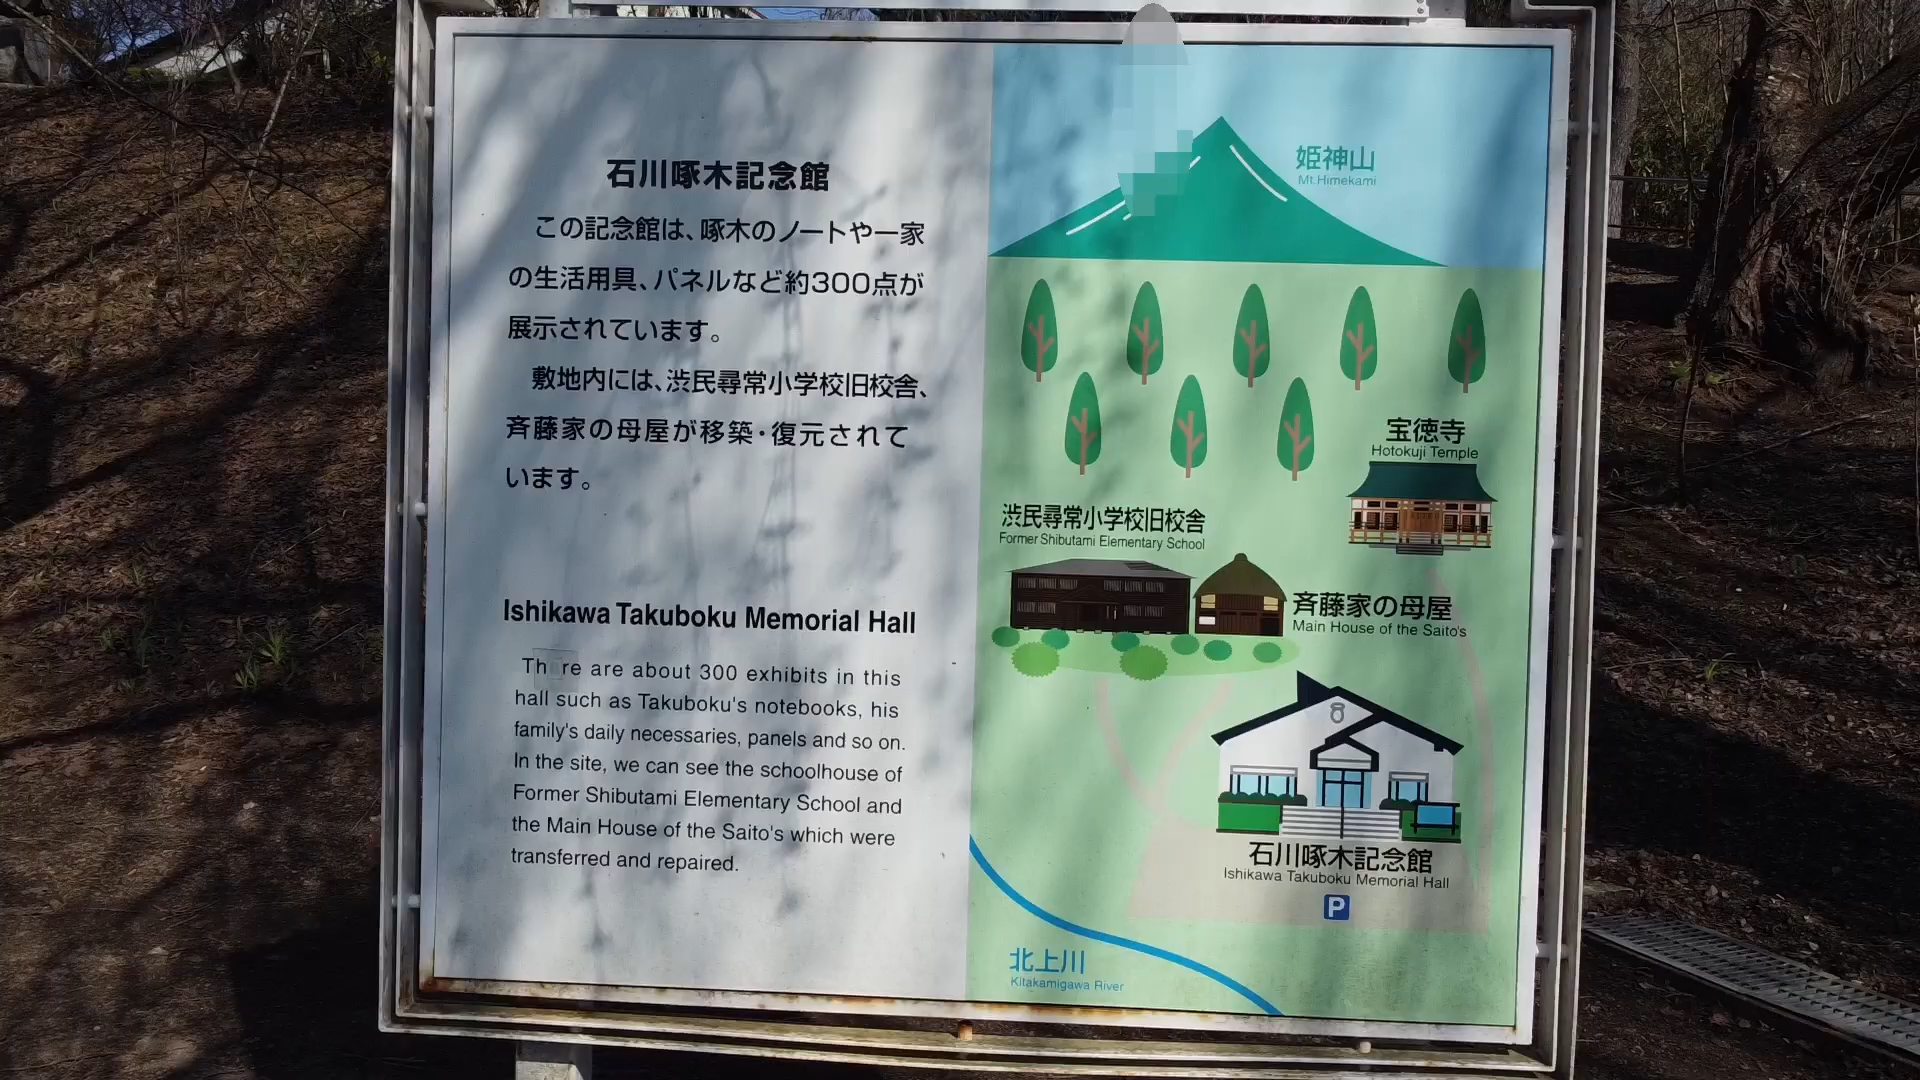 石川啄木記念館
この記念館は、啄木のノートや一家
の生活用具、パネルなど約300点が
展示されています。
敷地内には、渋民尋常小学校旧校舎、
斉藤家の母屋が移築・復元されて
います。
Ishikawa Takuboku Memorial Hall
There are about 300 exhibits in this
hall such as Takuboku's notebooks, his
family's daily necessaries, panels and so on.
In the site, we can see the schoolhouse of
Former Shibutami Elementary School and
the Main House of the Saito's which were
transferred and repaired.
姫神山
Mt.Himekami
宝徳寺
Hotokuji Temple
渋民尋常小学校旧校舎
Former Shibutami Elementary School
斉藤家の母屋
Main House of the Saito's
石川啄木記念館
Ishikawa Takuboku Memorial Hall
P
北上川
Kitakamigawa River